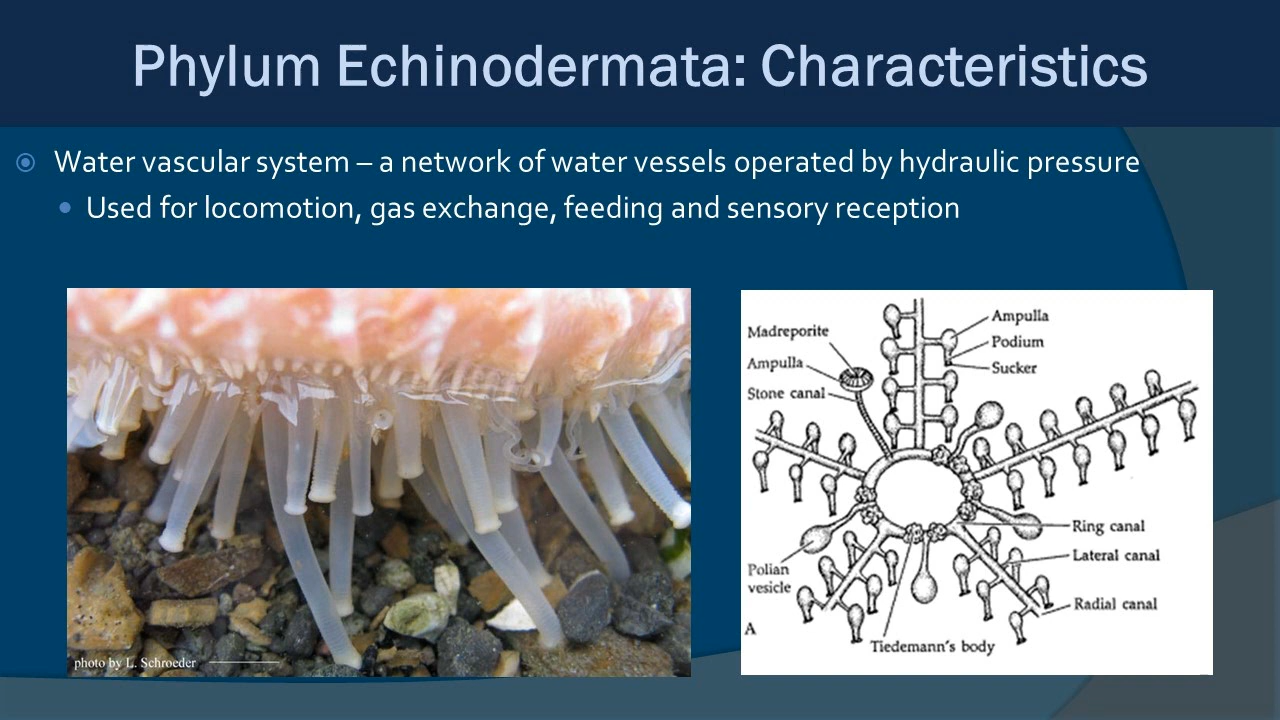 Phylum Echinodermata: Characteristics
Water vascular system – a network of water vessels operated by hydraulic pressure
Used for locomotion, gas exchange, feeding and sensory reception
photo by L. Schroeder
Madreporite
Ampulla
Stone canal
Ampulla
Podium
Sucker
Ring canal
Lateral canal
Radial canal
Polian
vesicle
A
Tiedemann's body